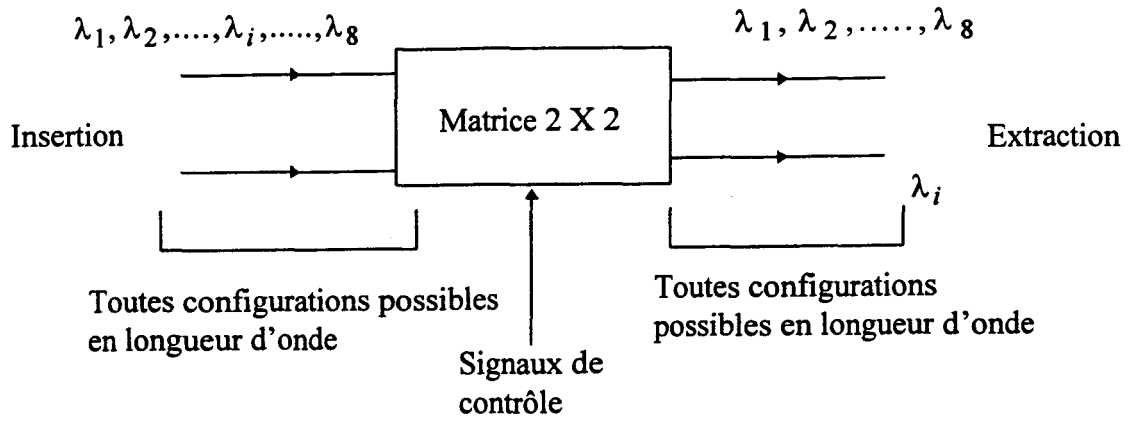 λ1, λ2,...., λi,....., λ8
λ1, λ2,....., λ8
Insertion
Matrice 2 X 2
Extraction
λi
Toutes configurations possibles
en longueur d'onde
Toutes configurations
possibles en longueur d'onde
Signaux de
contrôle